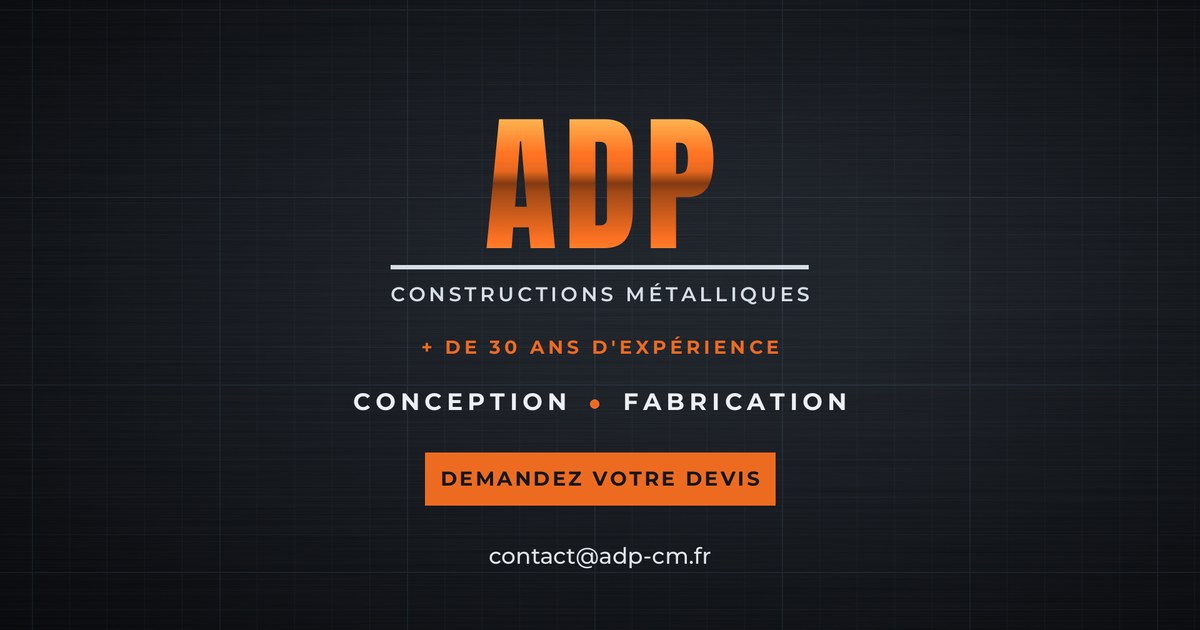 ADP
CONSTRUCTIONS MÉTALLIQUES
+ DE 30 ANS D'EXPÉRIENCE
CONCEPTION • FABRICATION
DEMANDEZ VOTRE DEVIS
contact@adp-cm.fr